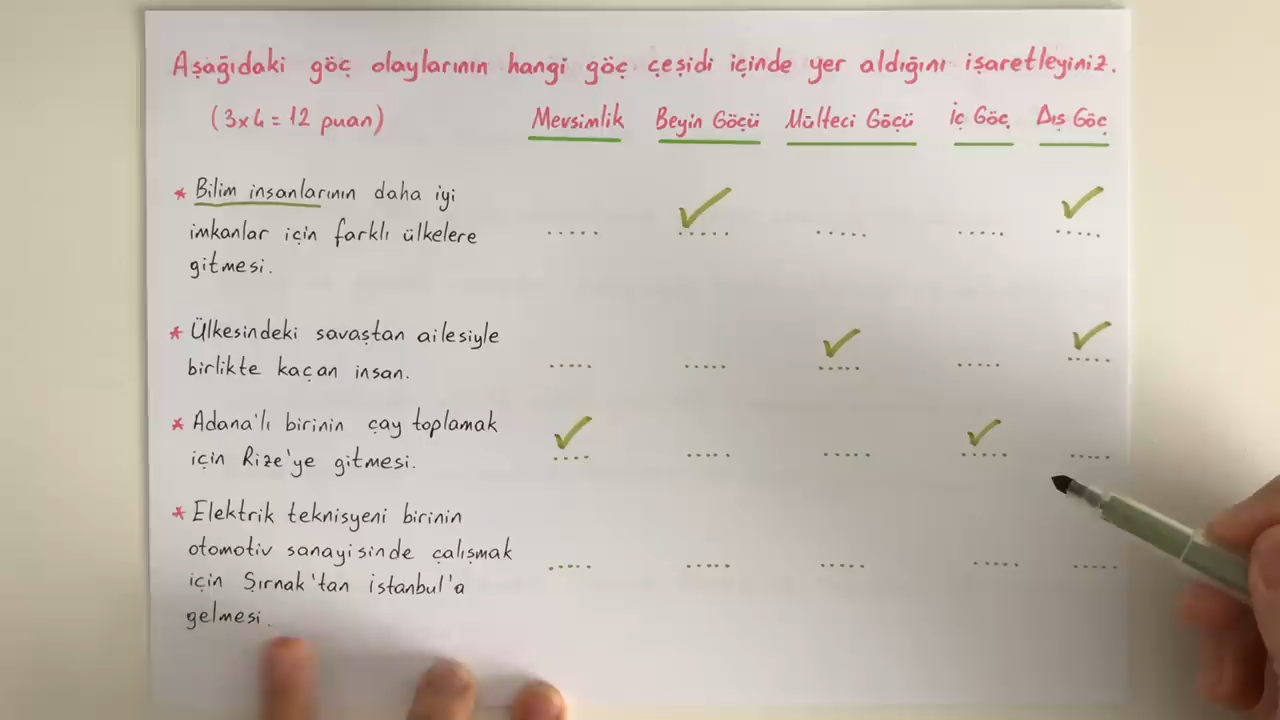 Aşağıdaki göç olaylarının hangi göç çeşidi içinde yer aldığını işaretleyiniz.
(3x4 = 12 puan)
Mevsimlik Beyin Göçü Mülteci Göçü İç Göç Dış Göç
* Bilim insanlarının daha iyi
imkanlar için farklı ülkelere
gitmesi.
* Ülkesindeki savaştan ailesiyle
birlikte kaçan insan.
* Adana'lı birinin çay toplamak
için Rize'ye gitmesi.
* Elektrik teknisyeni birinin
otomotiv sanayisinde çalışmak
için Şırnak'tan istanbul'a
gelmesi.